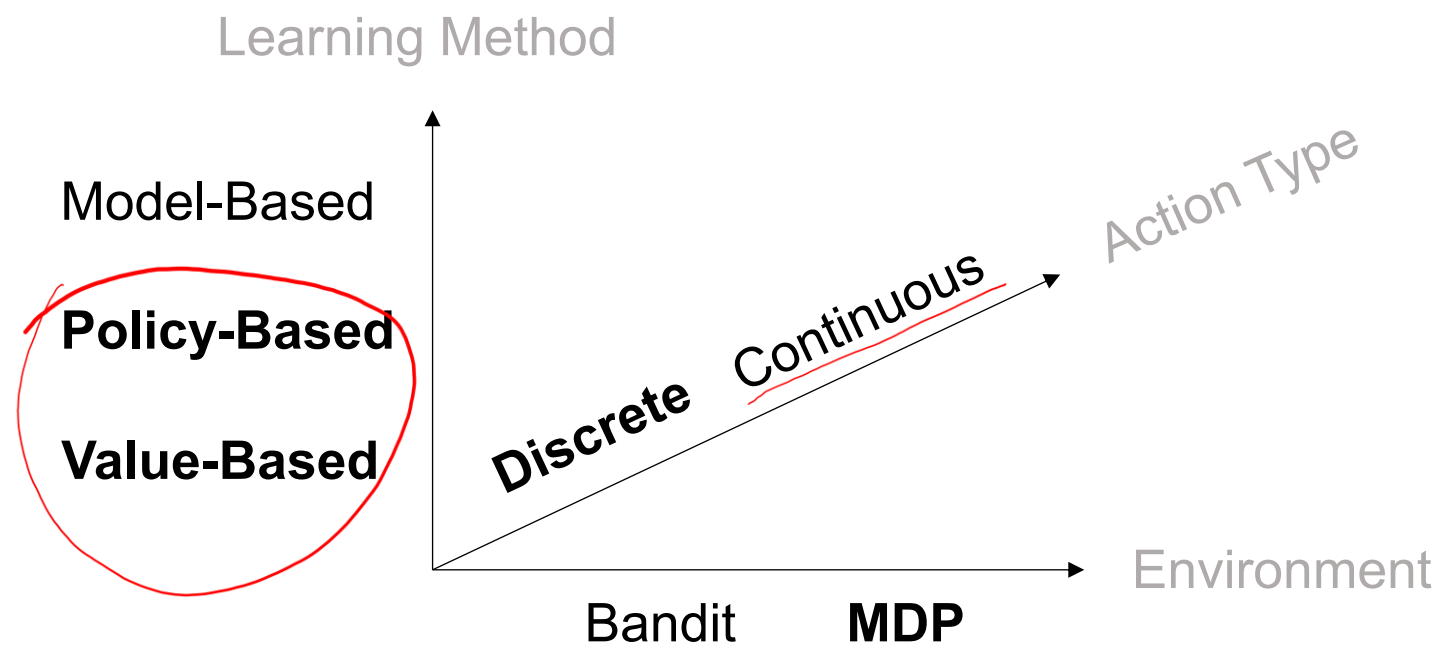 Learning Method
Action Type
Model-Based
Policy-Based
Continuous
Discrete
Value-Based
Environment
Bandit MDP